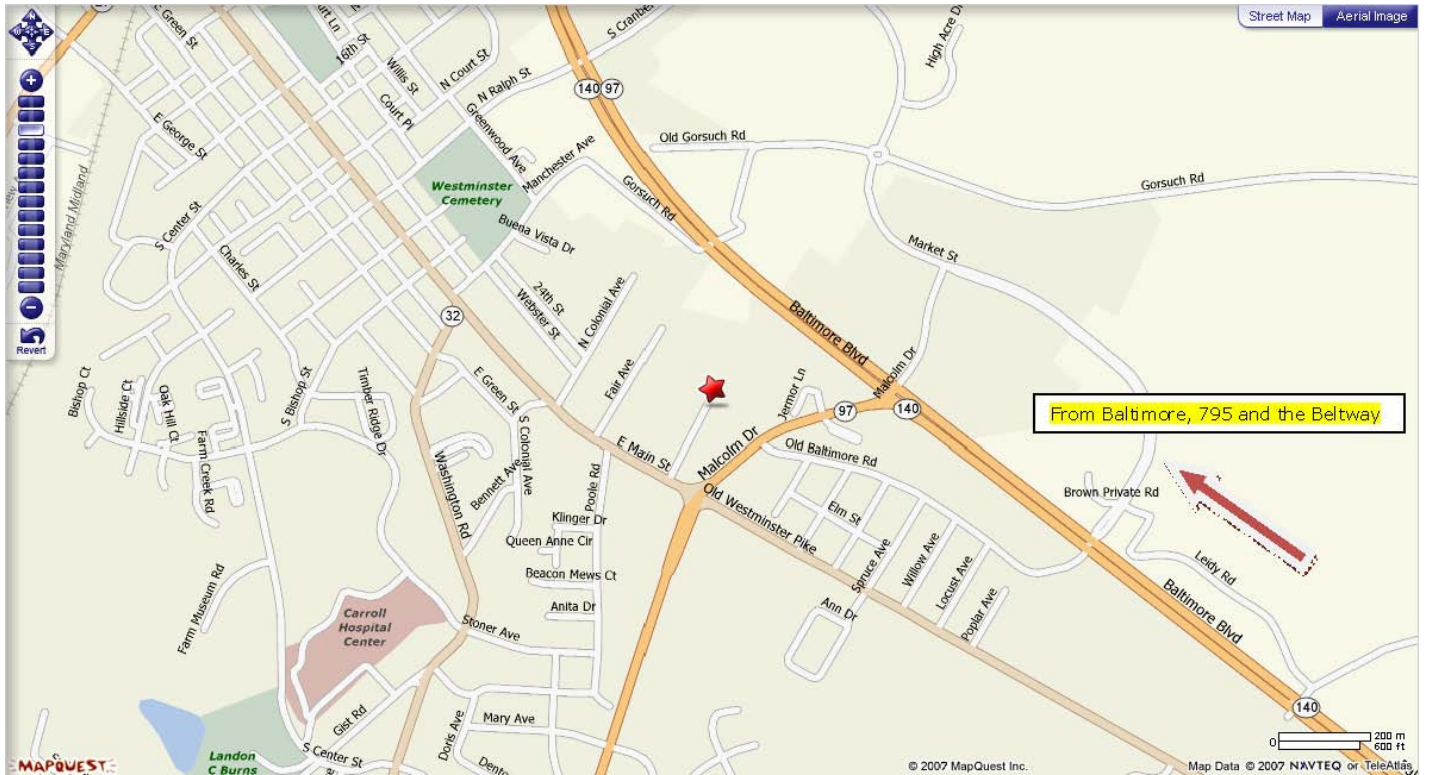 Street Map
Aerial Image
N
W
E
S
Revert
E Green St
16th St
Willis St
N Court St
Court Pl
N Ralph St
S Cranbe
High Acre Dr
140
97
E George St
Greenwood Ave
Manchester Ave
Old Gorsuch Rd
Gorsuch Rd
Gorsuch Rd
Maryland Midland
Westminster
Cemetery
Buena Vista Dr
S Center St
Charles St
24th St
Webster St
N Colonial Ave
Market St
32
Baltimore Blvd
Fair Ave
Malcolm Dr
Jermor Ln
97
140
From Baltimore, 795 and the Beltway
Bishop Ct
Hillside Ct
Oak Hill Ct
Farm Creek Rd
S Bishop St
Timber Ridge Dr
E Green St
S Colonial Ave
Bennett Ave
Washington Rd
E Main St
Malcolm Dr
Old Baltimore Rd
Poole Rd
Old Westminster Pike
Elm St
Brown Private Rd
Klinger Dr
Queen Anne Cir
Beacon Mews Ct
Anita Dr
Spruce Ave
Willow Ave
Locust Ave
Poplar Ave
Ann Dr
Leidy Rd
Baltimore Blvd
Farm Museum Rd
Carroll
Hospital
Center
Stoner Ave
140
Gist Rd
Doris Ave
Mary Ave
S Center St
Landon
C Burns
MAPQUEST
0
200 m
600 ft
© 2007 MapQuest Inc.
Map Data © 2007 NAVTEQ or TeleAtlas